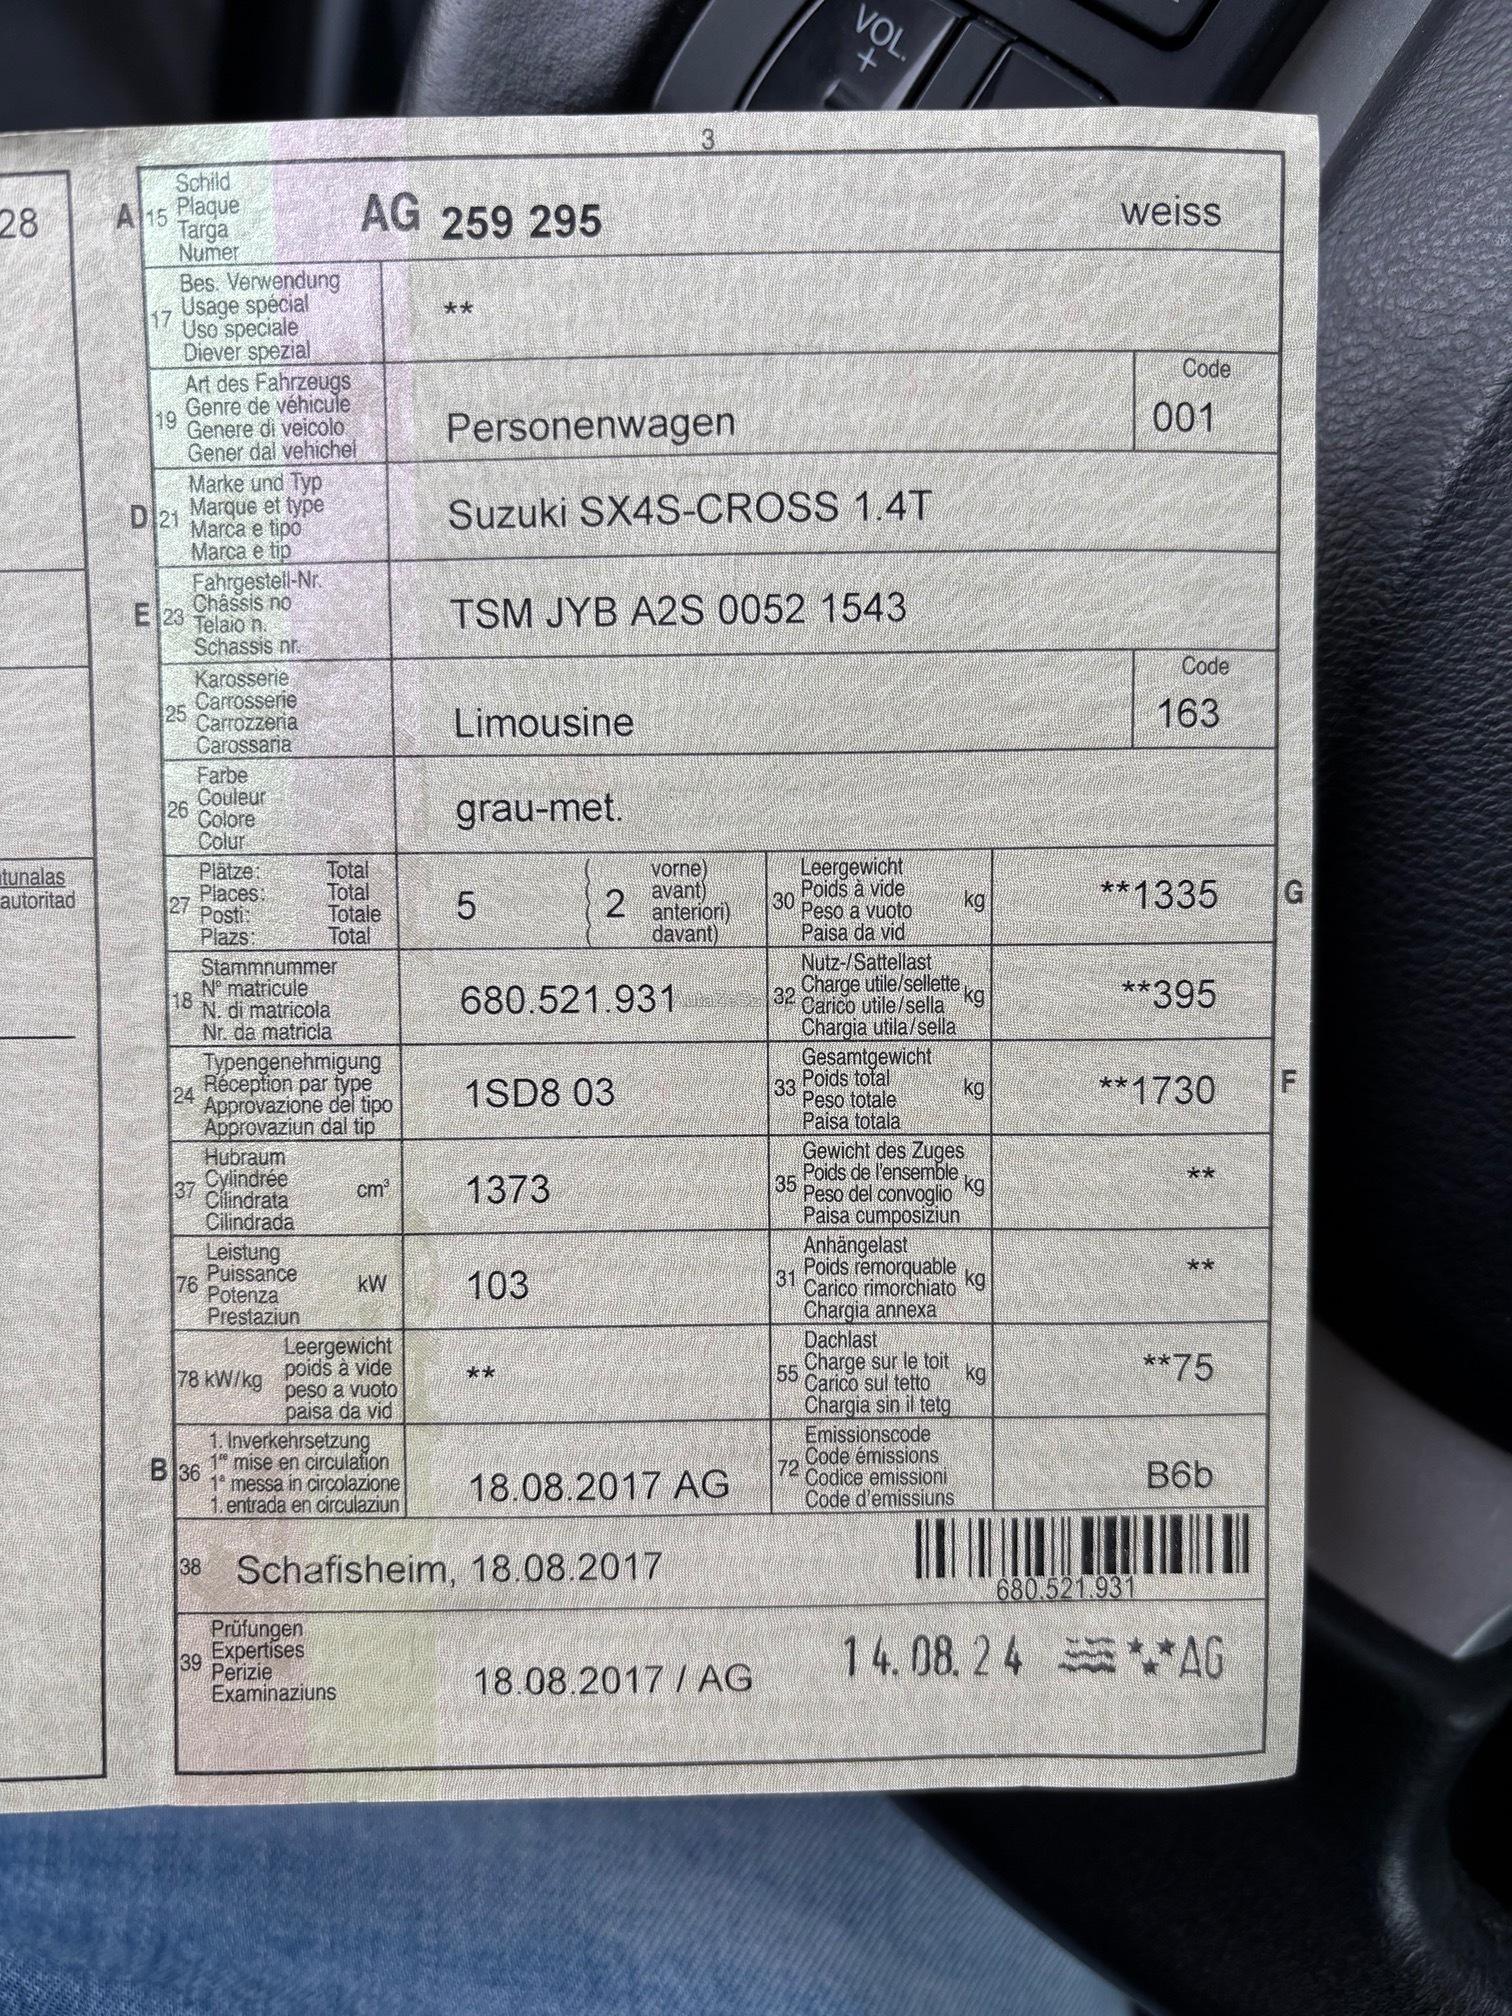 VOL.
+
3
28
A 15 Schild
Plaque
Targa
Numer
AG 259 295 weiss
17 Bes. Verwendung
Usage spécial
Uso speciale
Diever spezial
**
19 Art des Fahrzeugs
Genre de véhicule
Genere di veicolo
Gener dal vehichel
Personenwagen
Code
001
D 21 Marke und Typ
Marque et type
Marca e tipo
Marca e tip
Suzuki SX4S-CROSS 1.4T
E 23 Fahrgestell-Nr.
Châssis no
Telaio n.
Schassis nr.
TSM JYB A2S 0052 1543
25 Karosserie
Carrosserie
Carrozzeria
Carossaria
Limousine
Code
163
26 Farbe
Couleur
Colore
Colur
grau-met.
tunalas
autoritad
27 Plätze: Total
Places: Total
Posti: Totale
Plazs: Total
5 ( 2 vorne)
avant)
anteriori)
davant)
30 Leergewicht
Poids à vide
Peso a vuoto
Paisa da vid
kg
**1335 G
18 Stammnummer
N° matricule
N. di matricola
Nr. da matricla
680.521.931
32 Nutz-/Sattellast
Charge utile/sellette
Carico utile/sella
Chargia utila/sella
kg
**395
24 Typengenehmigung
Réception par type
Approvazione del tipo
Approvaziun dal tip
1SD8 03
33 Gesamtgewicht
Poids total
Peso totale
Paisa totala
kg
**1730 F
37 Hubraum
Cylindrée
Cilindrata
Cilindrada
cm³
1373
35 Gewicht des Zuges
Poids de l'ensemble
Peso del convoglio
Paisa cumposiziun
kg
**
76 Leistung
Puissance
Potenza
Prestaziun
kW
103
31 Anhängelast
Poids remorquable
Carico rimorchiato
Chargia annexa
kg
**
78 kW/kg Leergewicht
poids à vide
peso a vuoto
paisa da vid
**
55 Dachlast
Charge sur le toit
Carico sul tetto
Chargia sin il tetg
kg
**75
B 36 1. Inverkehrsetzung
1re mise en circulation
1a messa in circolazione
1. entrada en circulaziun
18.08.2017 AG
72 Emissionscode
Code émissions
Codice emissioni
Code d'emissiuns
B6b
38 Schafisheim, 18.08.2017
680.521.931
39 Prüfungen
Expertises
Perizie
Examinaziuns
18.08.2017 / AG
14.08.24 AG